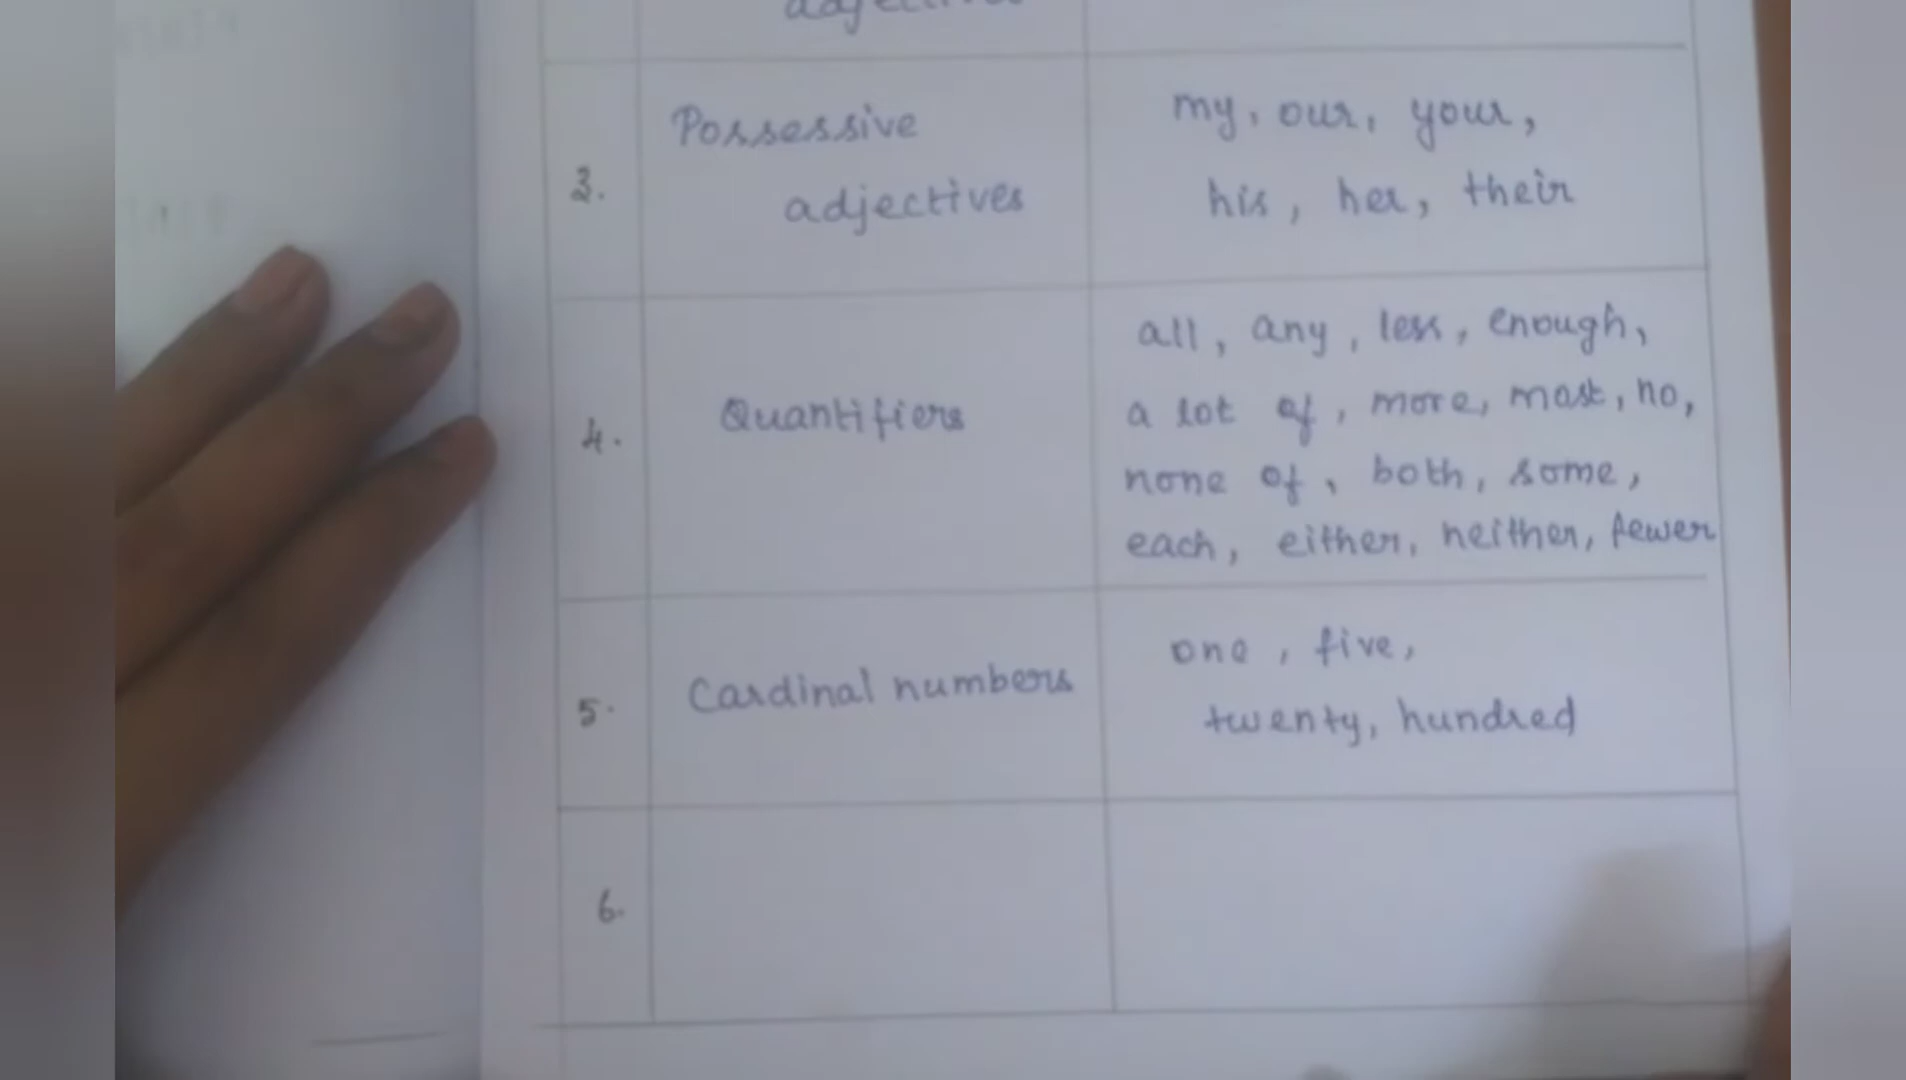 3. Possessive adjectives
my, our, your,
his, her, their
4. Quantifiers
all, any, less, enough,
a lot of, more, most, no,
none of, both, some,
each, either, neither, fewer
5. Cardinal numbers
one, five,
twenty, hundred
6.